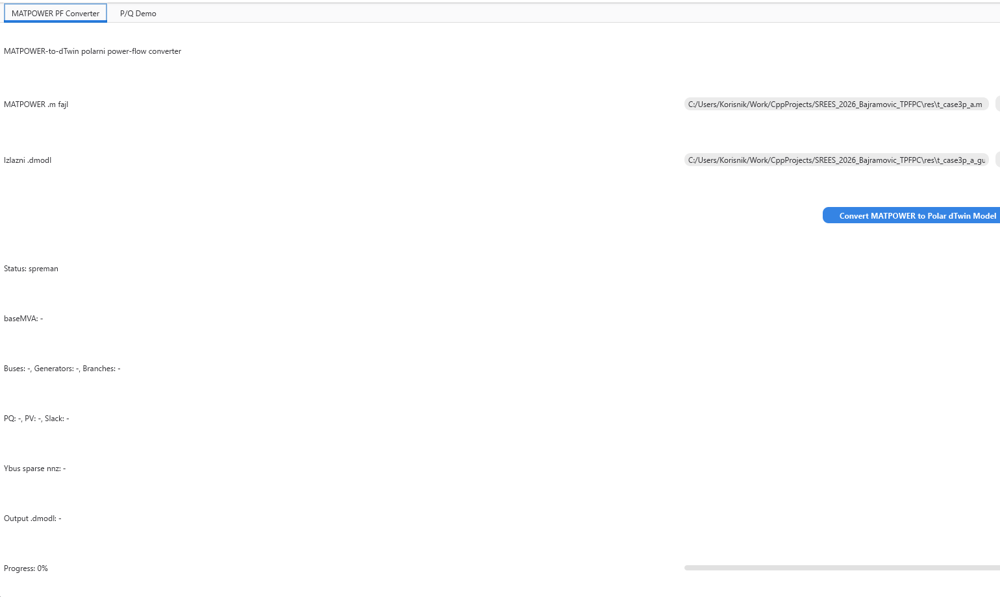 MATPOWER PF Converter P/Q Demo
MATPOWER-to-dTwin polarni power-flow converter
MATPOWER .m fajl C:/Users/Korisnik/Work/CppProjects/SREES_2026_Bajramovic_TPFPC\res\t_case3p_a.m
Izlazni .dmodl C:/Users/Korisnik/Work/CppProjects/SREES_2026_Bajramovic_TPFPC\res\t_case3p_a_gu
Convert MATPOWER to Polar dTwin Model
Status: spreman
baseMVA: -
Buses: -, Generators: -, Branches: -
PQ: -, PV: -, Slack: -
Ybus sparse nnz: -
Output .dmodl: -
Progress: 0%